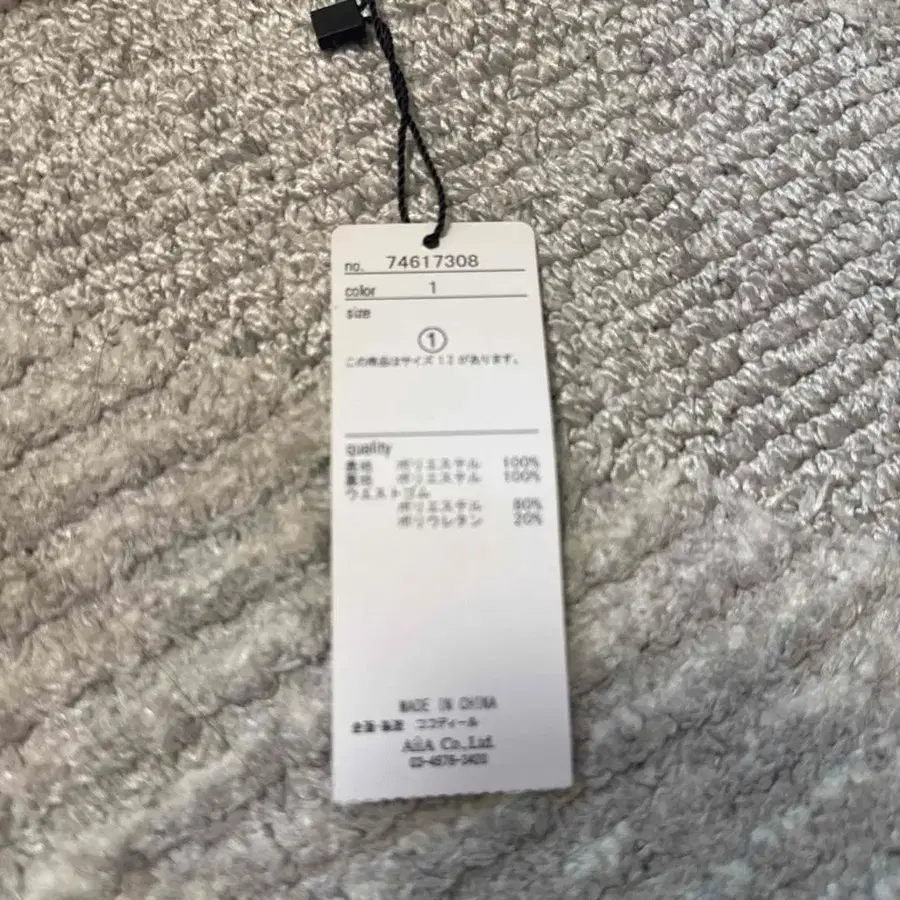 no. 74617308
color 1
size
①
この商品はサイズ 1.2 があります。
quality
表地 ポリエステル 100%
裏地 ポリエステル 100%
ウエストゴム
ポリエステル 80%
ポリウレタン 20%
MADE IN CHINA
企画・製造 ココディール
AúA Co.,Ltd.